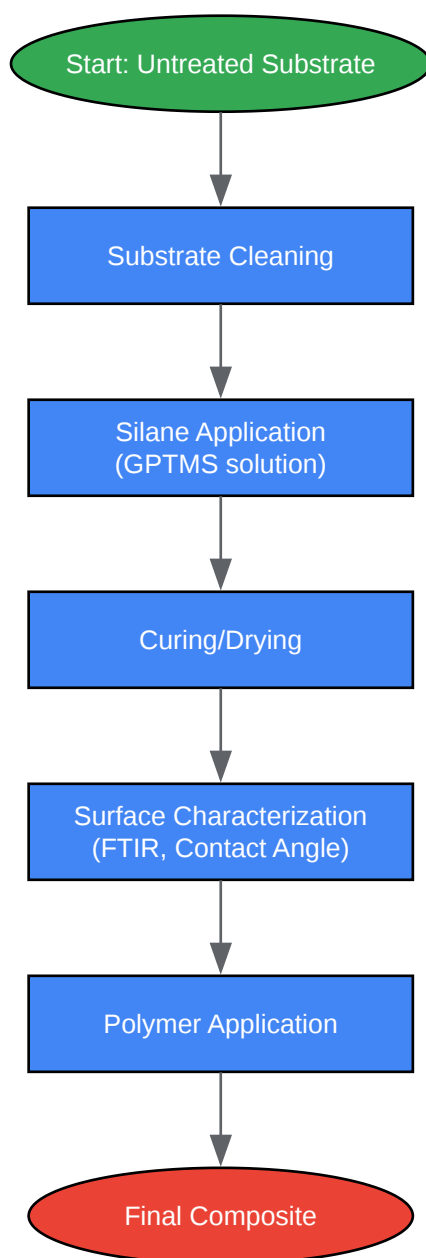 Start: Untreated Substrate
Substrate Cleaning
Silane Application
(GPTMS solution)
Curing/Drying
Surface Characterization
(FTIR, Contact Angle)
Polymer Application
Final Composite